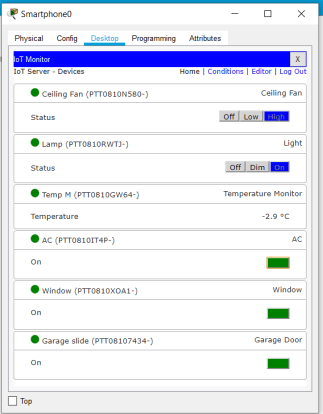 Smartphone0
Physical Config Desktop Programming Attributes
IoT Monitor X
IoT Server - Devices Home | Conditions | Editor | Log Out
Ceiling Fan (PTT0810N580-) Ceiling Fan
Status Off Low High
Lamp (PTT0810RWTJ-) Light
Status Off Dim On
Temp M (PTT0810GW64-) Temperature Monitor
Temperature -2.9 °C
AC (PTT0810IT4P-) AC
On
Window (PTT0810XOA1-) Window
On
Garage slide (PTT08107434-) Garage Door
On
Top